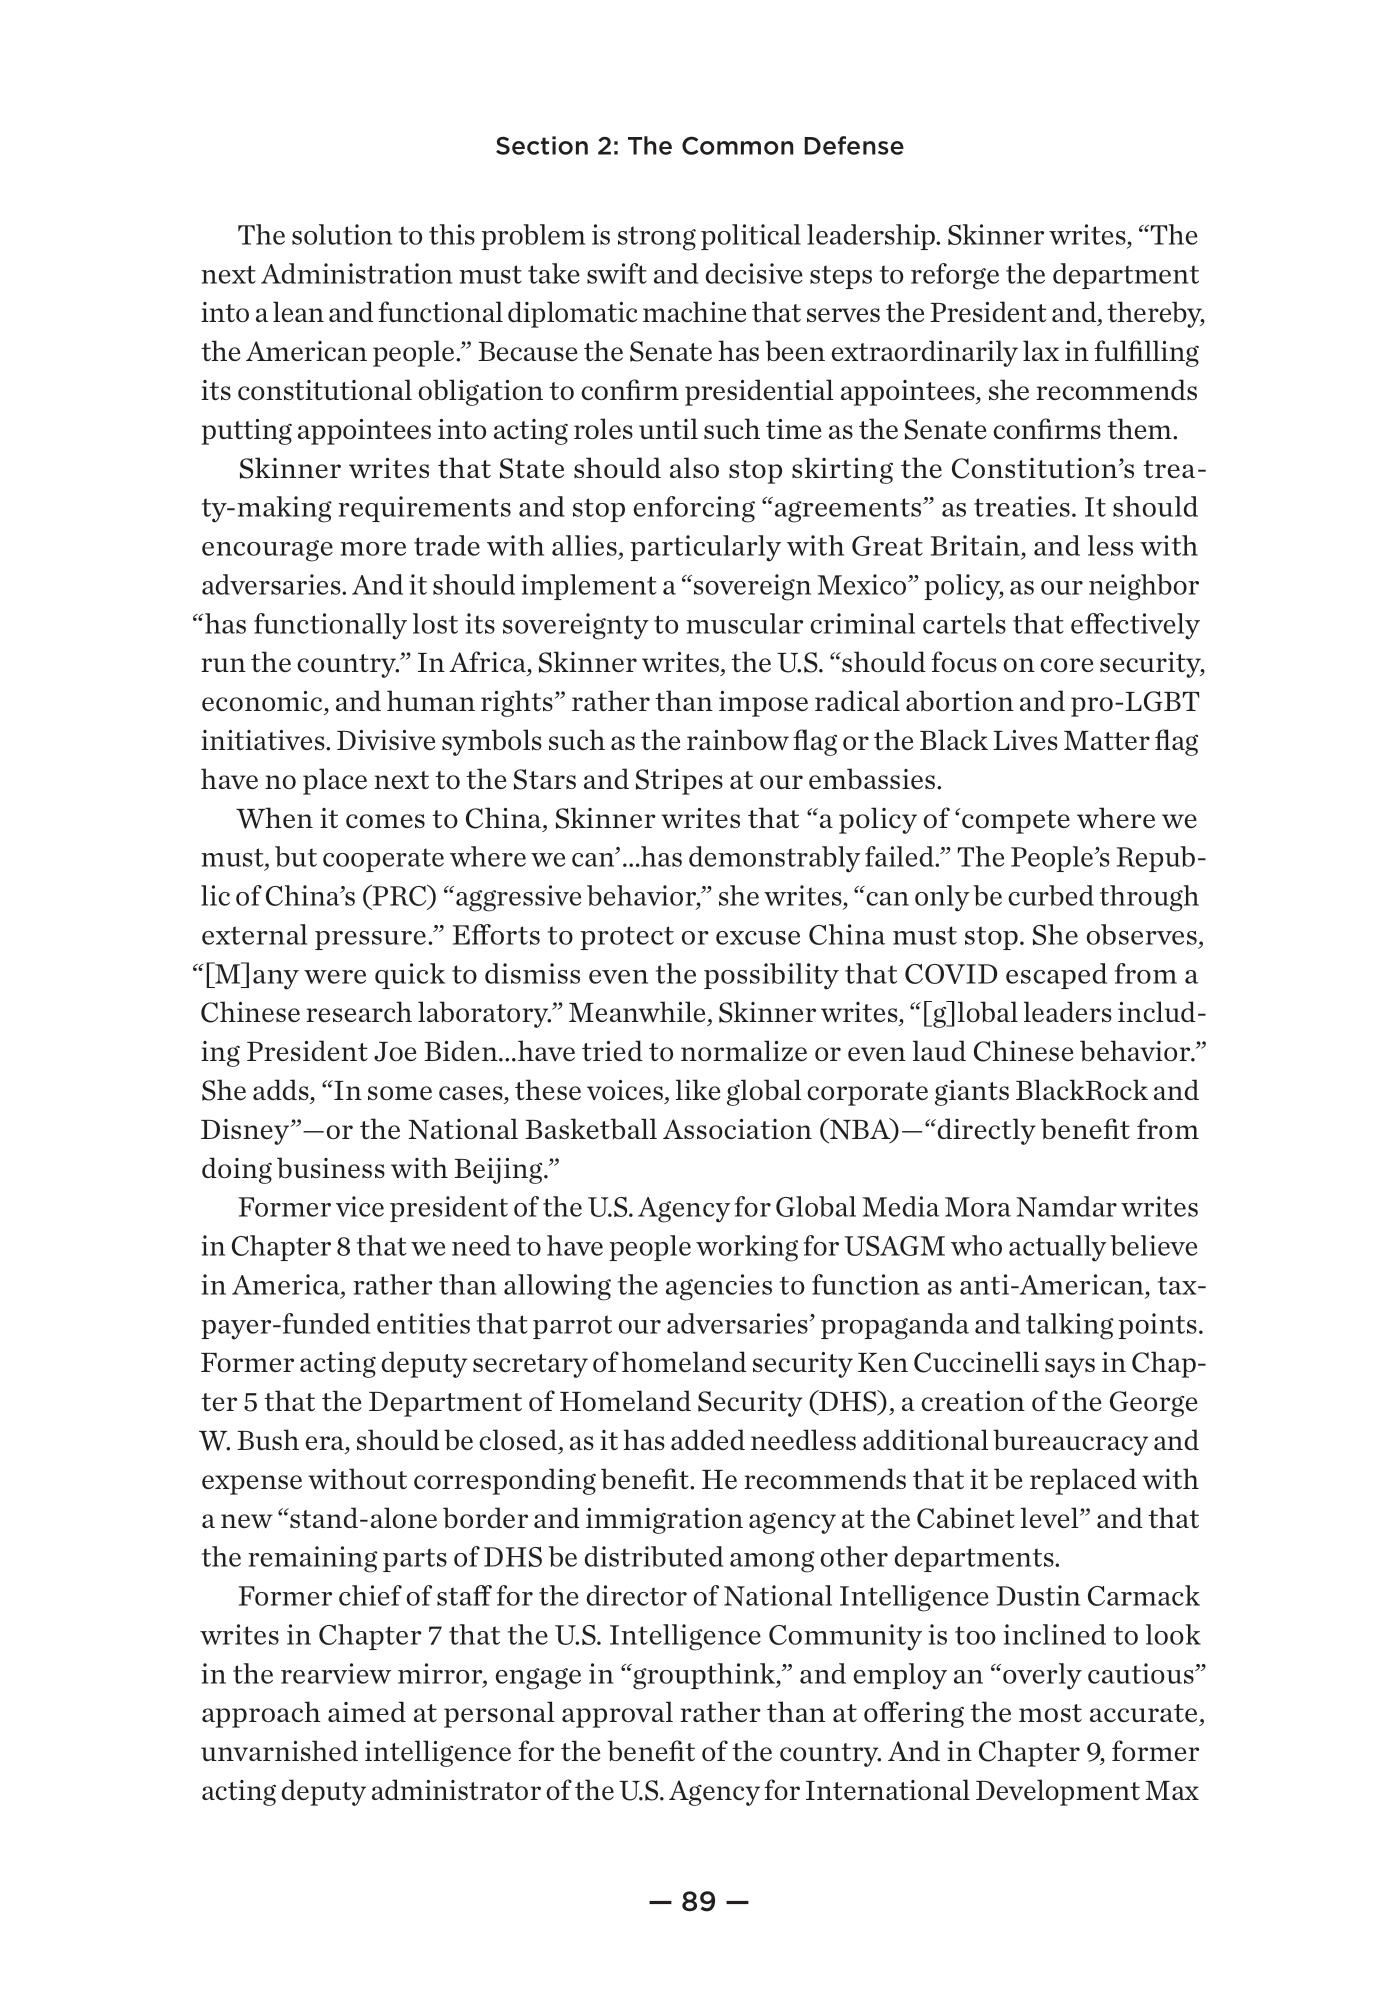 Section 2: The Common Defense
The solution to this problem is strong political leadership. Skinner writes, “The
next Administration must take swift and decisive steps to reforge the department
into a lean and functional diplomatic machine that serves the President and, thereby,
the American people.” Because the Senate has been extraordinarily lax in fulfilling
its constitutional obligation to confirm presidential appointees, she recommends
putting appointees into acting roles until such time as the Senate confirms them.
Skinner writes that State should also stop skirting the Constitution’s trea-
ty-making requirements and stop enforcing “agreements” as treaties. It should
encourage more trade with allies, particularly with Great Britain, and less with
adversaries. And it should implement a “sovereign Mexico” policy, as our neighbor
“has functionally lost its sovereignty to muscular criminal cartels that effectively
run the country.” In Africa, Skinner writes, the U.S. “should focus on core security,
economic, and human rights” rather than impose radical abortion and pro-LGBT
initiatives. Divisive symbols such as the rainbow flag or the Black Lives Matter flag
have no place next to the Stars and Stripes at our embassies.
When it comes to China, Skinner writes that “a policy of ‘compete where we
must, but cooperate where we can’...has demonstrably failed.” The People’s Repub-
lic of China’s (PRC) “aggressive behavior,” she writes, “can only be curbed through
external pressure.” Efforts to protect or excuse China must stop. She observes,
“[M]any were quick to dismiss even the possibility that COVID escaped from a
Chinese research laboratory.” Meanwhile, Skinner writes, “[g]lobal leaders includ-
ing President Joe Biden...have tried to normalize or even laud Chinese behavior.”
She adds, “In some cases, these voices, like global corporate giants BlackRock and
Disney”—or the National Basketball Association (NBA)—“directly benefit from
doing business with Beijing.”
Former vice president of the U.S. Agency for Global Media Mora Namdar writes
in Chapter 8 that we need to have people working for USAGM who actually believe
in America, rather than allowing the agencies to function as anti-American, tax-
payer-funded entities that parrot our adversaries’ propaganda and talking points.
Former acting deputy secretary of homeland security Ken Cuccinelli says in Chap-
ter 5 that the Department of Homeland Security (DHS), a creation of the George
W. Bush era, should be closed, as it has added needless additional bureaucracy and
expense without corresponding benefit. He recommends that it be replaced with
a new “stand-alone border and immigration agency at the Cabinet level” and that
the remaining parts of DHS be distributed among other departments.
Former chief of staff for the director of National Intelligence Dustin Carmack
writes in Chapter 7 that the U.S. Intelligence Community is too inclined to look
in the rearview mirror, engage in “groupthink,” and employ an “overly cautious”
approach aimed at personal approval rather than at offering the most accurate,
unvarnished intelligence for the benefit of the country. And in Chapter 9, former
acting deputy administrator of the U.S. Agency for International Development Max
— 89 —